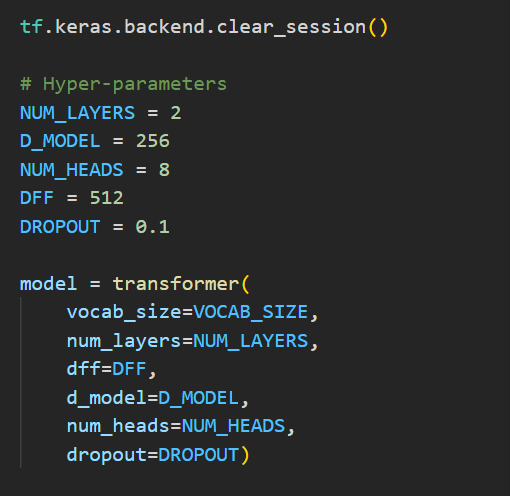 tf.keras.backend.clear_session()
# Hyper-parameters
NUM_LAYERS = 2
D_MODEL = 256
NUM_HEADS = 8
DFF = 512
DROPOUT = 0.1
model = transformer(
    vocab_size=VOCAB_SIZE,
    num_layers=NUM_LAYERS,
    dff=DFF,
    d_model=D_MODEL,
    num_heads=NUM_HEADS,
    dropout=DROPOUT)